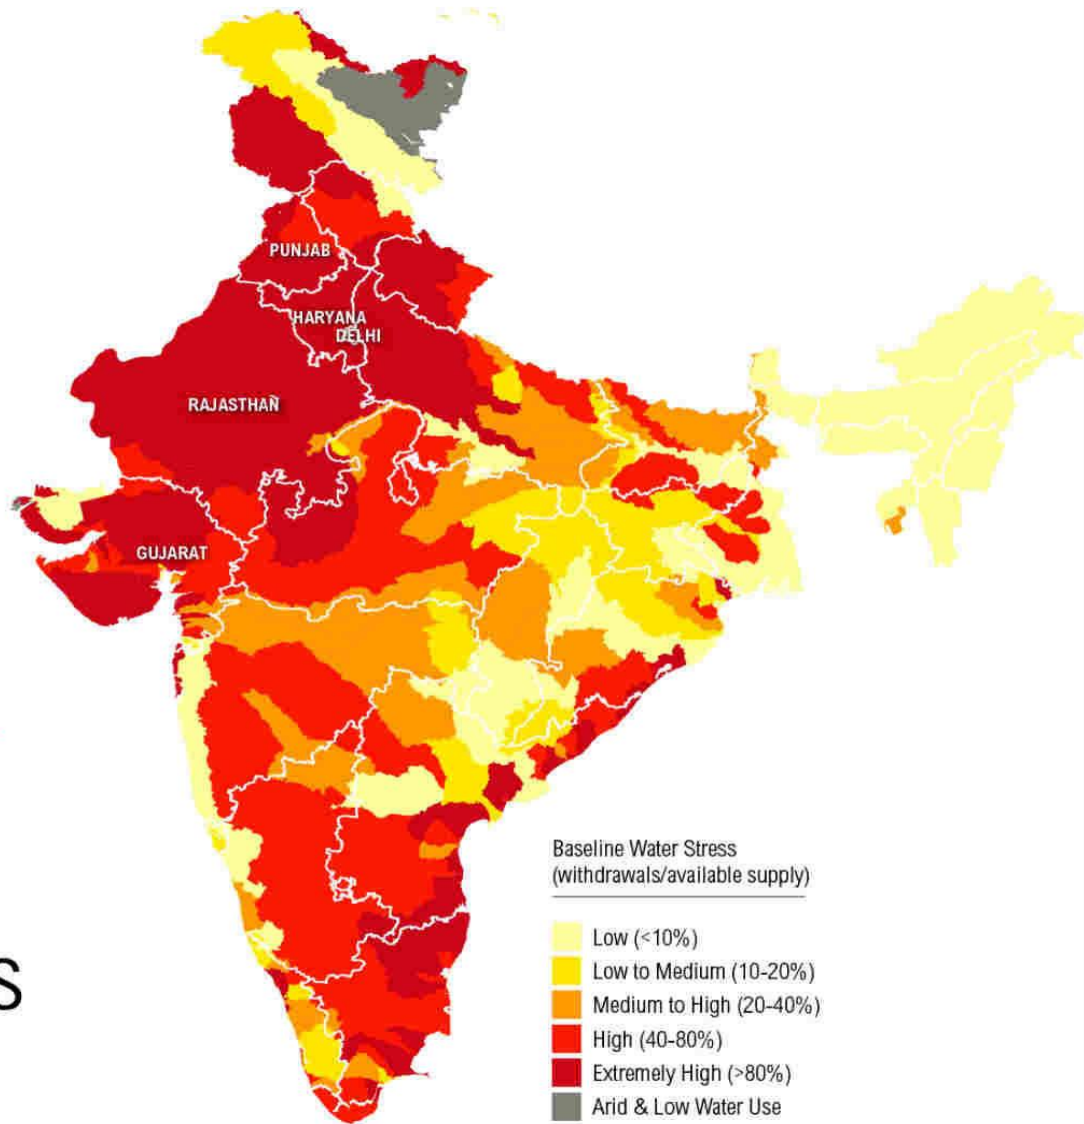 PUNJAB
HARYANA
DELHI
RAJASTHAN
GUJARAT
S
Baseline Water Stress
(withdrawals/available supply)
Low (<10%)
Low to Medium (10-20%)
Medium to High (20-40%)
High (40-80%)
Extremely High (>80%)
Arid & Low Water Use